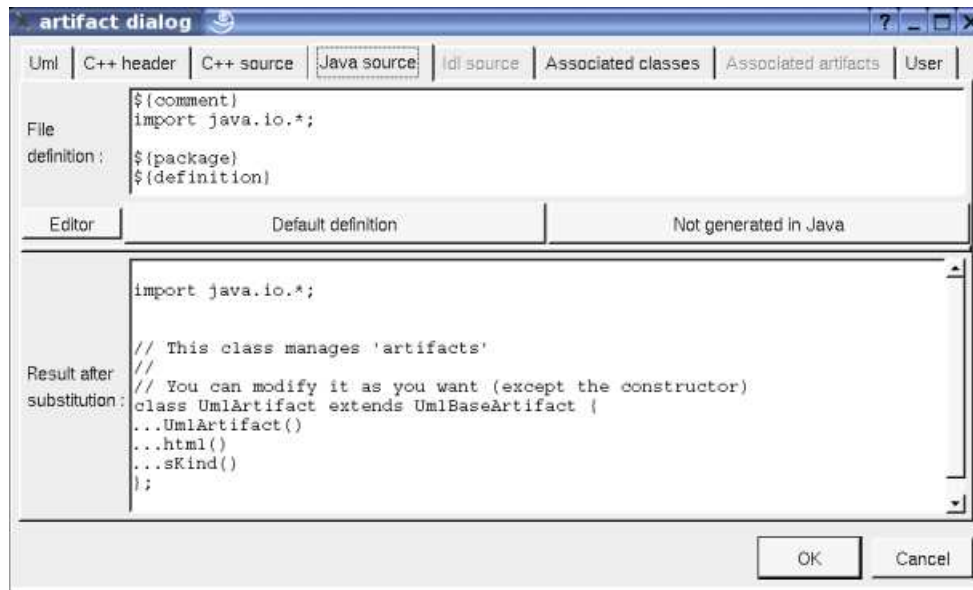 artifact dialog
?
Uml C++ header C++ source Java source Idl source Associated classes Associated artifacts User
File
definition :
${comment}
import java.io.*;
${package}
${definition}
Editor Default definition Not generated in Java
Result after
substitution :
import java.io.*;
// This class manages 'artifacts'
//
// You can modify it as you want (except the constructor)
class UmlArtifact extends UmlBaseArtifact {
...UmlArtifact()
...html()
...sKind()
};
OK Cancel